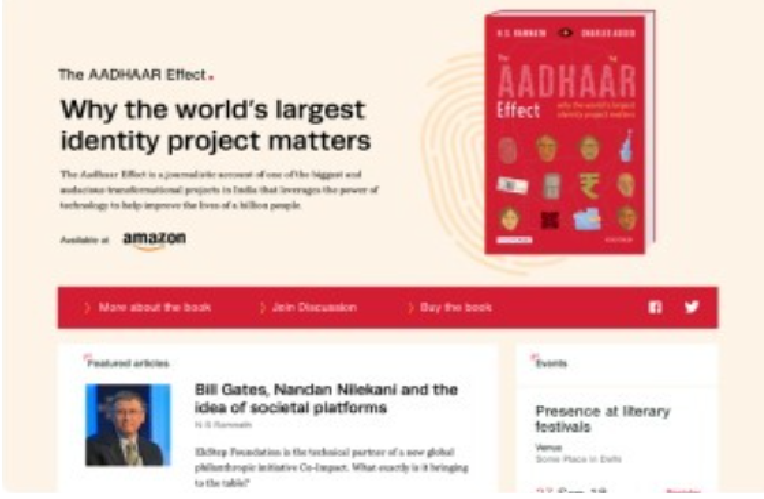 The AADHAAR Effect.
Why the world's largest
identity project matters
The Aadhaar Effect is a journalistic account of one of the biggest and
audacious transformational projects in India that leverages the power of
technology to help improve the lives of a billion people.
Available at amazon
N.S. RAMNATH CHARLES ASSISI
The
AADHAAR
Effect
why the world's largest
identity project matters
More about the book
Join Discussion
Buy the book
Featured articles
Bill Gates, Nandan Nilekani and the
idea of societal platforms
N S Ramnath
EkStep Foundation is the technical partner of a new global
philanthropic initiative Co-Impact. What exactly is it bringing
to the table?
Events
Presence at literary
festivals
Venue
Some Place in Delhi
27 Sep, 18